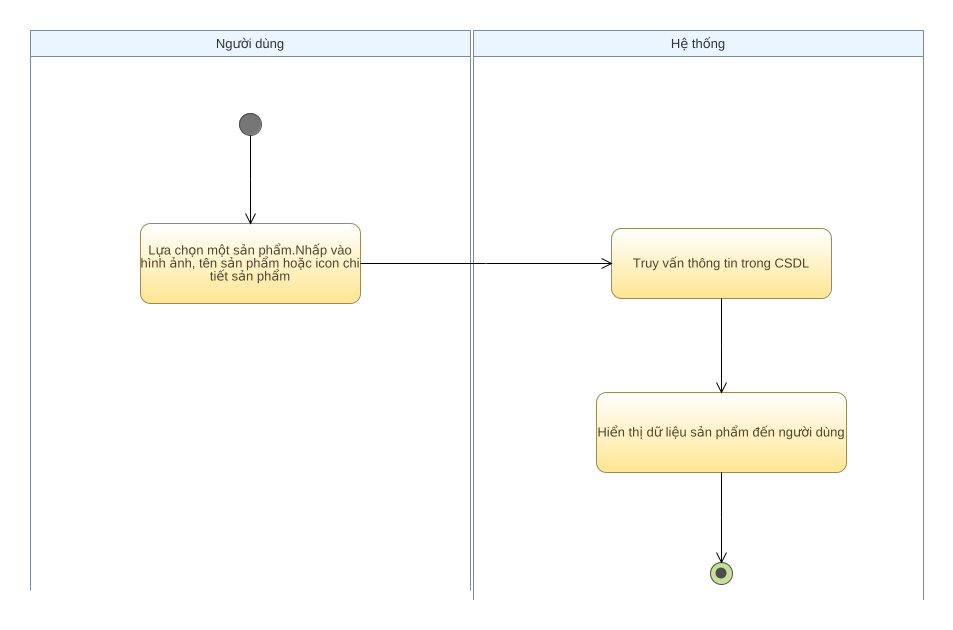 Người dùng
Hệ thống
Lựa chọn một sản phẩm.Nhấp vào
hình ảnh, tên sản phẩm hoặc icon chi
tiết sản phẩm
Truy vấn thông tin trong CSDL
Hiển thị dữ liệu sản phẩm đến người dùng